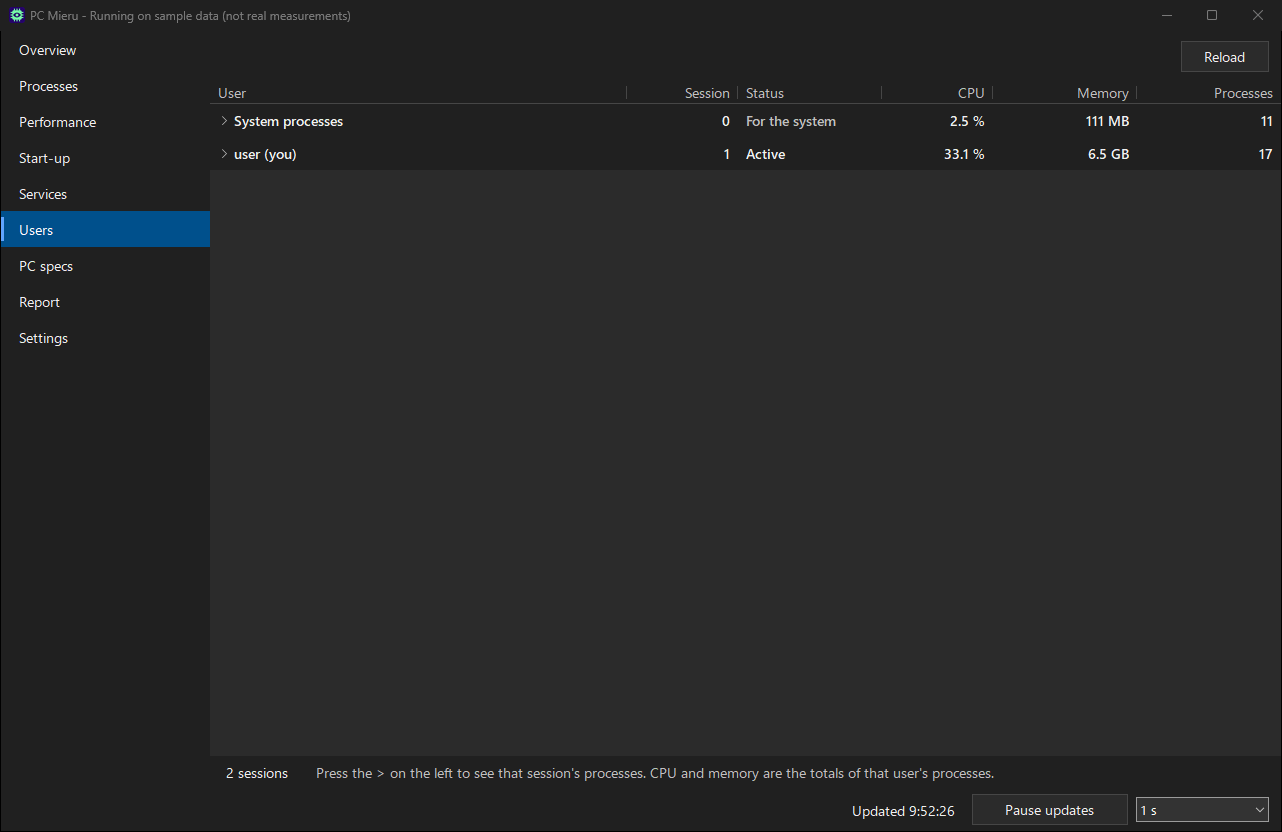 PC Mieru - Running on sample data (not real measurements)
Overview
Processes
Performance
Start-up
Services
Users
PC specs
Report
Settings
Reload
User Session Status CPU Memory Processes
> System processes 0 For the system 2.5 % 111 MB 11
> user (you) 1 Active 33.1 % 6.5 GB 17
2 sessions Press the > on the left to see that session's processes. CPU and memory are the totals of that user's processes.
Updated 9:52:26 Pause updates 1 s